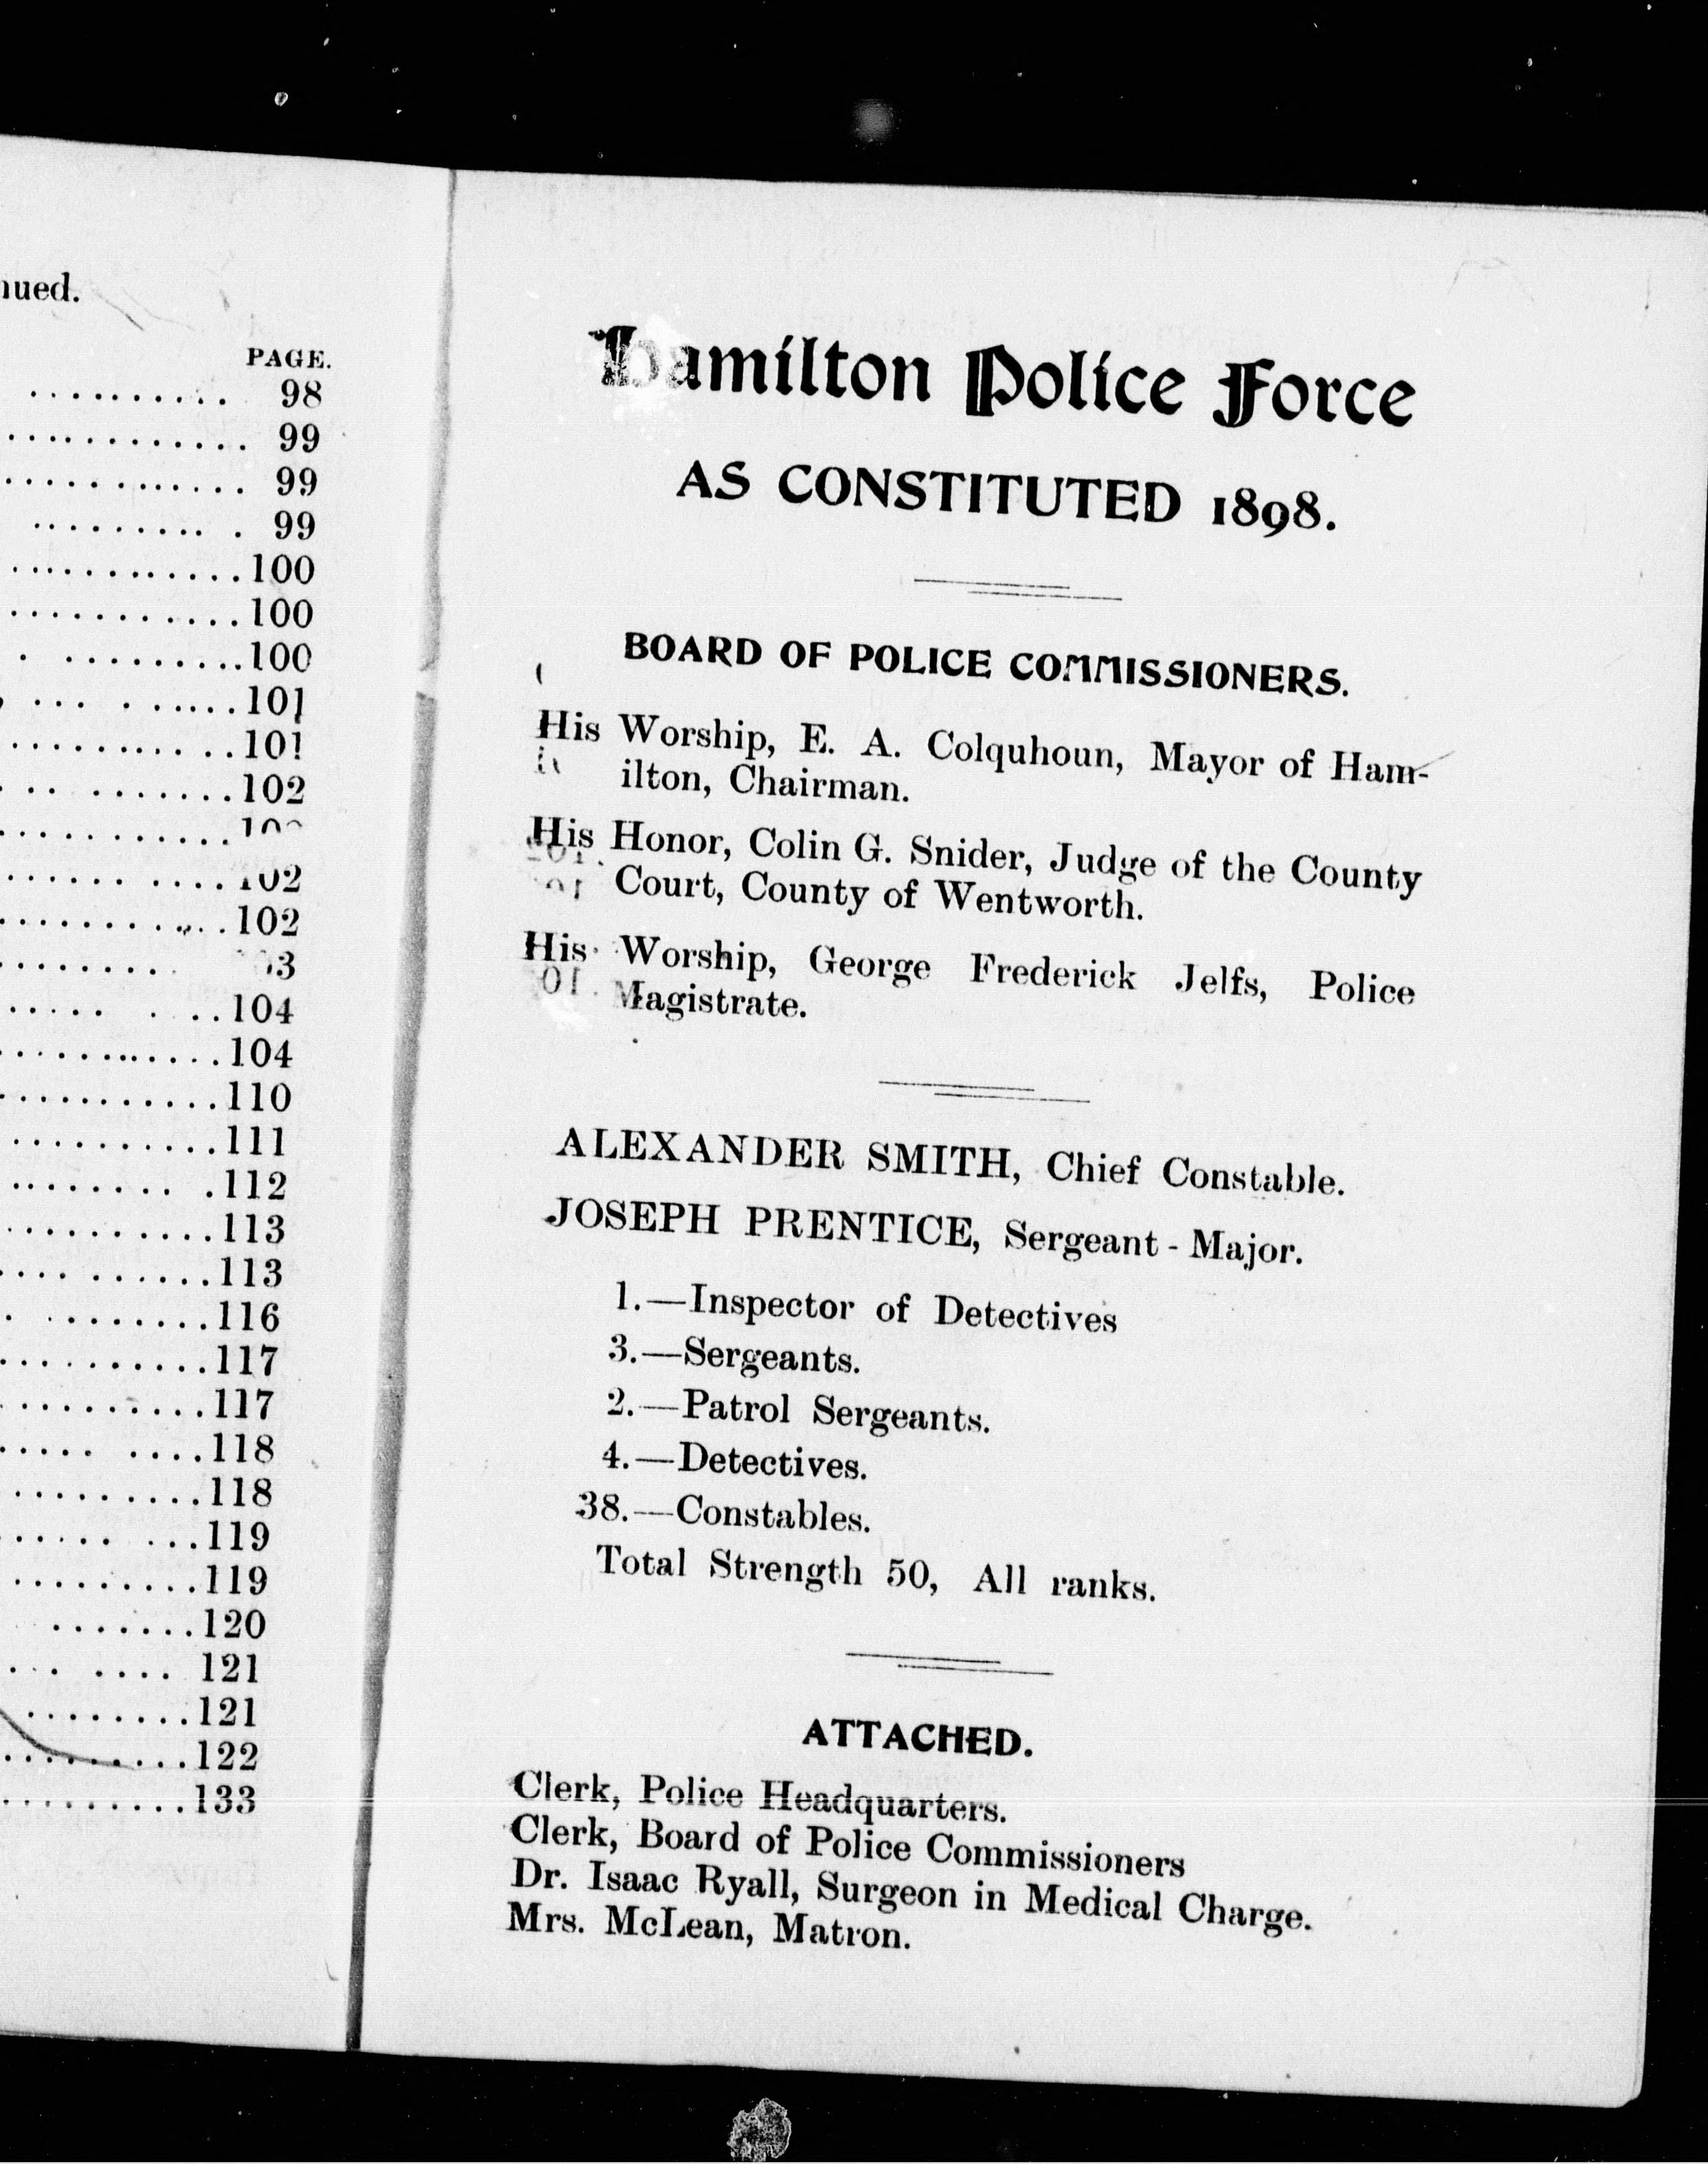 nued.
PAGE.
.......... 98
............ 99
............ 99
.......... . 99
............100
............100
. .........100
... ......101
............101
... .......102
............
...... ....102
............102
.........
..... . ..104
............104
...........110
..........111
........ .112
..........113
.... ......113
. ........116
..........117
..........117
..... ....118
.........118
..... ...119
.........119
.......120
... .... 121
........121
.........122
.........133
Hamilton Police Force
AS CONSTITUTED 1898.
BOARD OF POLICE COMMISSIONERS.
His Worship, E. A. Colquhoun, Mayor of Ham-
ilton, Chairman.
His Honor, Colin G. Snider, Judge of the County
Court, County of Wentworth.
His Worship, George Frederick Jelfs, Police
Magistrate.
ALEXANDER SMITH, Chief Constable.
JOSEPH PRENTICE, Sergeant - Major.
1.—Inspector of Detectives
3.—Sergeants.
2.—Patrol Sergeants.
4.—Detectives.
38.—Constables.
Total Strength 50, All ranks.
ATTACHED.
Clerk, Police Headquarters.
Clerk, Board of Police Commissioners
Dr. Isaac Ryall, Surgeon in Medical Charge.
Mrs. McLean, Matron.